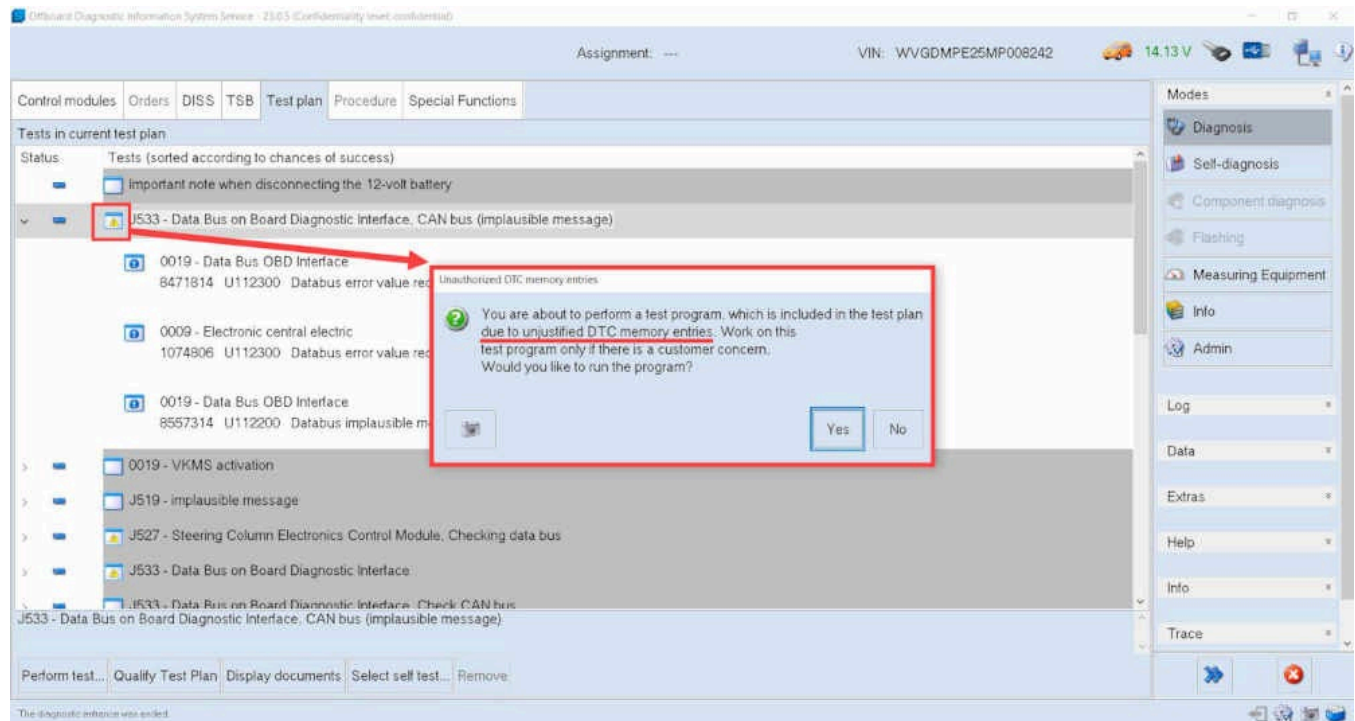 Offboard Diagnostic Information System Service - 23.0.5 (Confidentiality level: confidential)
Assignment: ---
VIN: WVGDMPE25MP008242
14.13 V
Control modules Orders DISS TSB Test plan Procedure Special Functions
Tests in current test plan
Status Tests (sorted according to chances of success)
Important note when disconnecting the 12-volt battery
J533 - Data Bus on Board Diagnostic Interface, CAN bus (implausible message)
0019 - Data Bus OBD Interface
8471814 U112300 Databus error value rec
0009 - Electronic central electric
1074806 U112300 Databus error value rec
0019 - Data Bus OBD Interface
8557314 U112200 Databus implausible m
Unauthorized DTC memory entries
You are about to perform a test program, which is included in the test plan
due to unjustified DTC memory entries. Work on this
test program only if there is a customer concern.
Would you like to run the program?
Yes No
0019 - VKMS activation
J519 - implausible message
J527 - Steering Column Electronics Control Module, Checking data bus
J533 - Data Bus on Board Diagnostic Interface
J533 - Data Bus on Board Diagnostic Interface, Check CAN bus
J533 - Data Bus on Board Diagnostic Interface, CAN bus (implausible message)
Perform test... Qualify Test Plan Display documents Select self test... Remove
Modes
Diagnosis
Self-diagnosis
Component diagnosis
Flashing
Measuring Equipment
Info
Admin
Log
Data
Extras
Help
Info
Trace
The diagnostic entrance was ended.